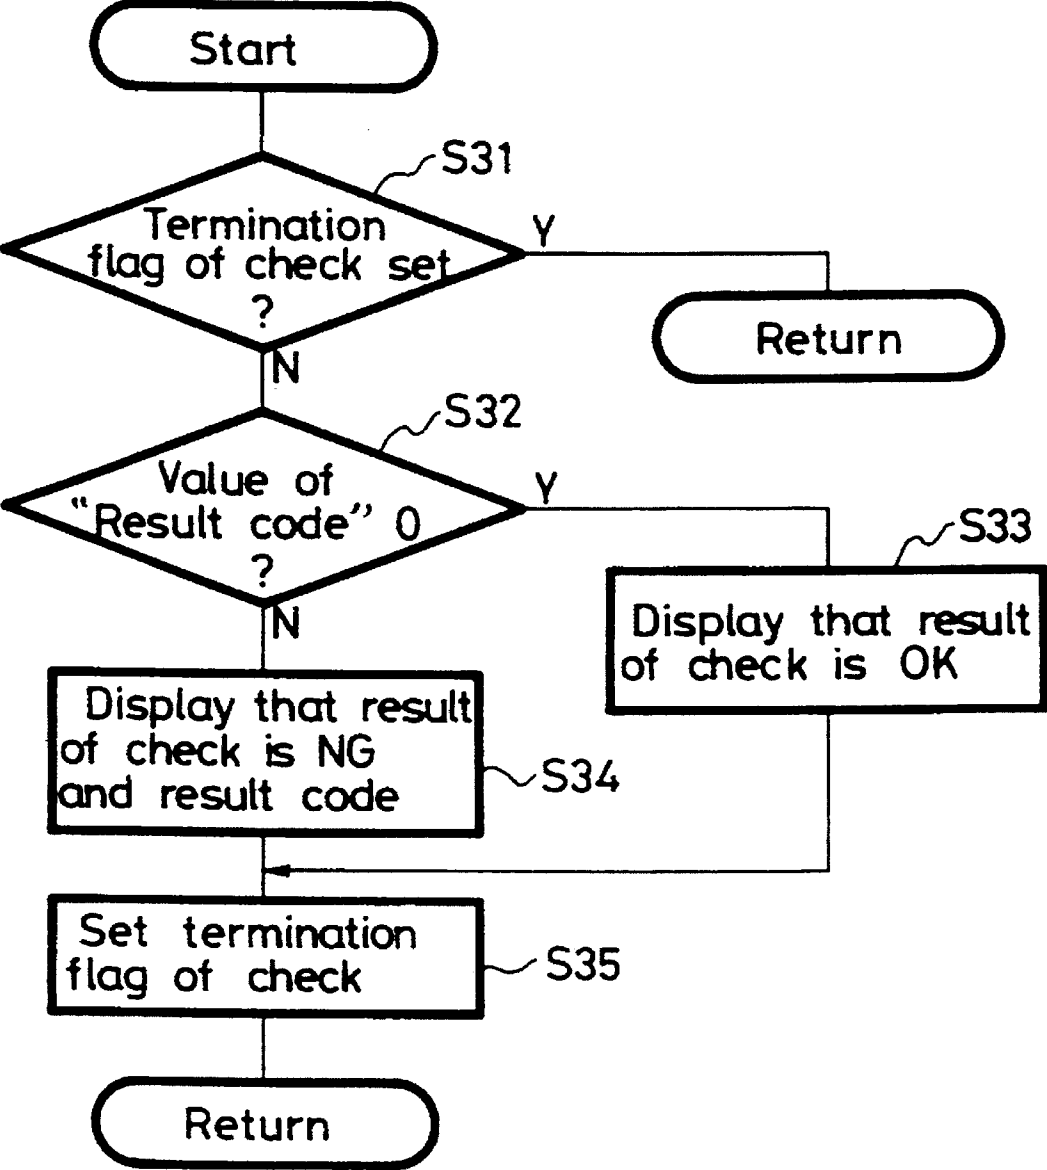 Start
S31
Termination
flag of check set
?
Y
Return
N
S32
Value of
"Result code" 0
?
Y
N
S33
Display that result
of check is OK
Display that result
of check is NG
and result code
S34
Set termination
flag of check
S35
Return